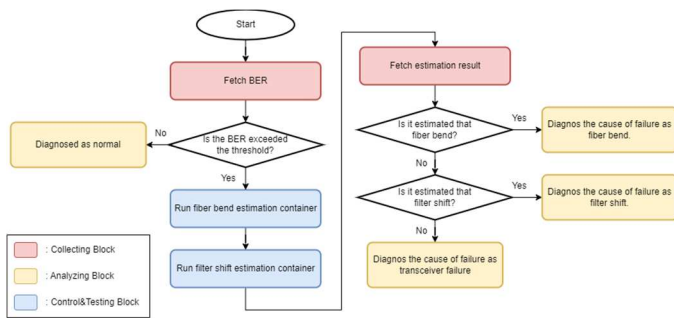 Start
Fetch BER
Is the BER exceeded
the threshold?
No
Diagnosed as normal
Yes
Run fiber bend estimation container
Run filter shift estimation container
Fetch estimation result
Is it estimated that
fiber bend?
Yes
Diagnos the cause of failure as
fiber bend.
No
Is it estimated that
filter shift?
Yes
Diagnos the cause of failure as
filter shift.
No
Diagnos the cause of failure as
transceiver failure
: Collecting Block
: Analyzing Block
: Control&Testing Block